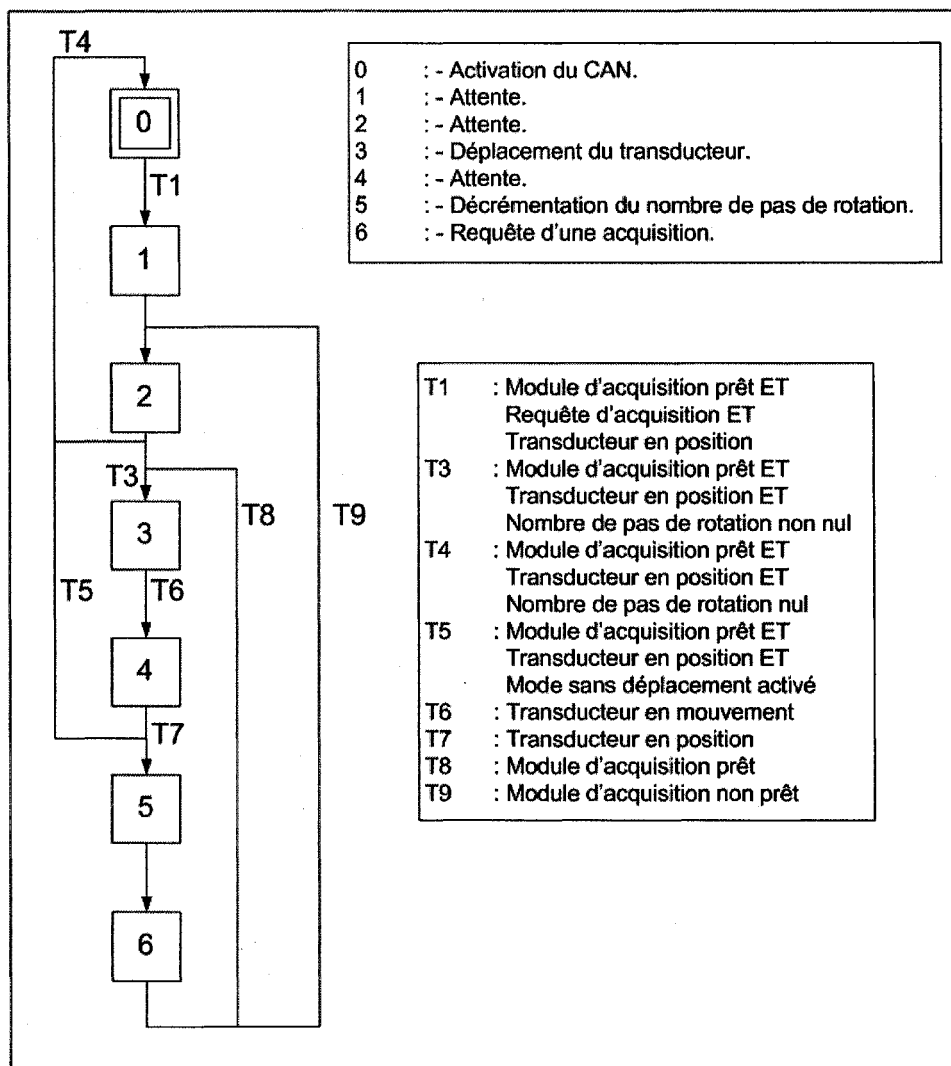 T4
0 : - Activation du CAN.
1 : - Attente.
2 : - Attente.
3 : - Déplacement du transducteur.
4 : - Attente.
5 : - Décrémentation du nombre de pas de rotation.
6 : - Requête d'une acquisition.
0
T1
1
2
T3
3
T8
T9
T5
T6
4
T7
5
6
T1 : Module d'acquisition prêt ET
Requête d'acquisition ET
Transducteur en position
T3 : Module d'acquisition prêt ET
Transducteur en position ET
Nombre de pas de rotation non nul
T4 : Module d'acquisition prêt ET
Transducteur en position ET
Nombre de pas de rotation nul
T5 : Module d'acquisition prêt ET
Transducteur en position ET
Mode sans déplacement activé
T6 : Transducteur en mouvement
T7 : Transducteur en position
T8 : Module d'acquisition prêt
T9 : Module d'acquisition non prêt